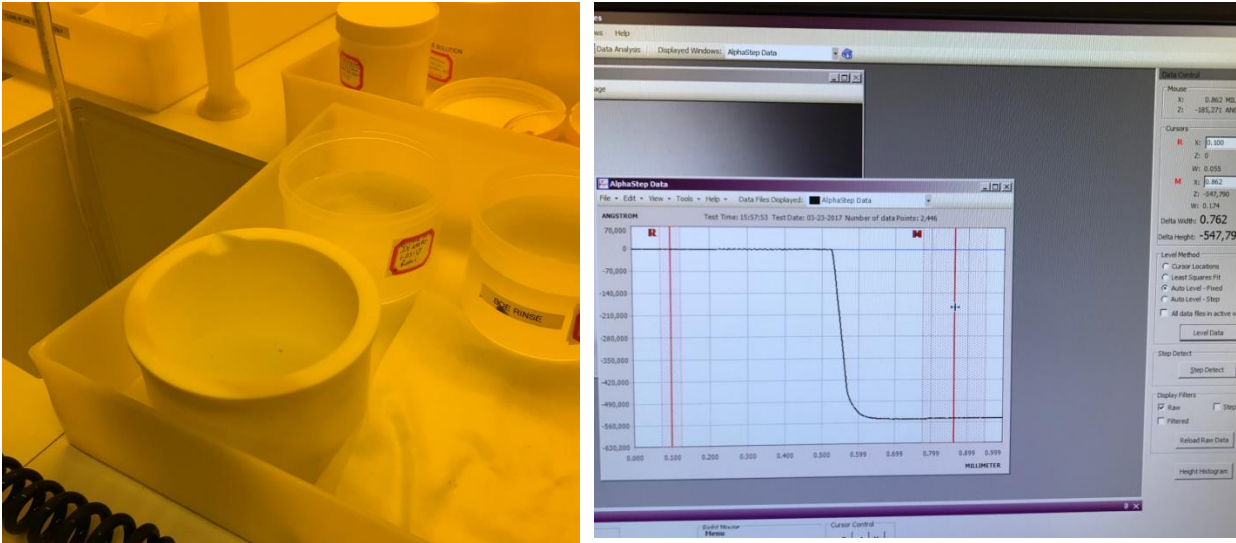 E SOLUTION
BOE RINSE
ws Help
Data Analysis Displayed Windows: AlphaStep Data
age
AlphaStep Data
File Edit View Tools Help Data Files Displayed: AlphaStep Data
ANGSTROM Test Time: 15:57:53 Test Date: 03-23-2017 Number of data Points: 2,446
R M
70,000
0
-70,000
-140,000
-210,000
-280,000
-350,000
-420,000
-490,000
-560,000
-630,000
0.000 0.100 0.200 0.300 0.400 0.500 0.599 0.699 0.799 0.899 0.999
MILLIMETER
Data Control
Mouse
X: 0.862 MIL
Z: -185,271 ANG
Cursors
R X: 0.100
Z: 0
W: 0.055
M X: 0.862
Z: -547,790
W: 0.174
Delta Width: 0.762
Delta Height: -547,79
Level Method
Cursor Locations
Least Squares Fit
Auto Level - Fixed
Auto Level - Step
All data files in active w
Level Data
Step Detect
Step Detect
Display Filters
Raw Step
Filtered
Reload Raw Data
Height Histogram
Right Mouse
Menu
Cursor Control